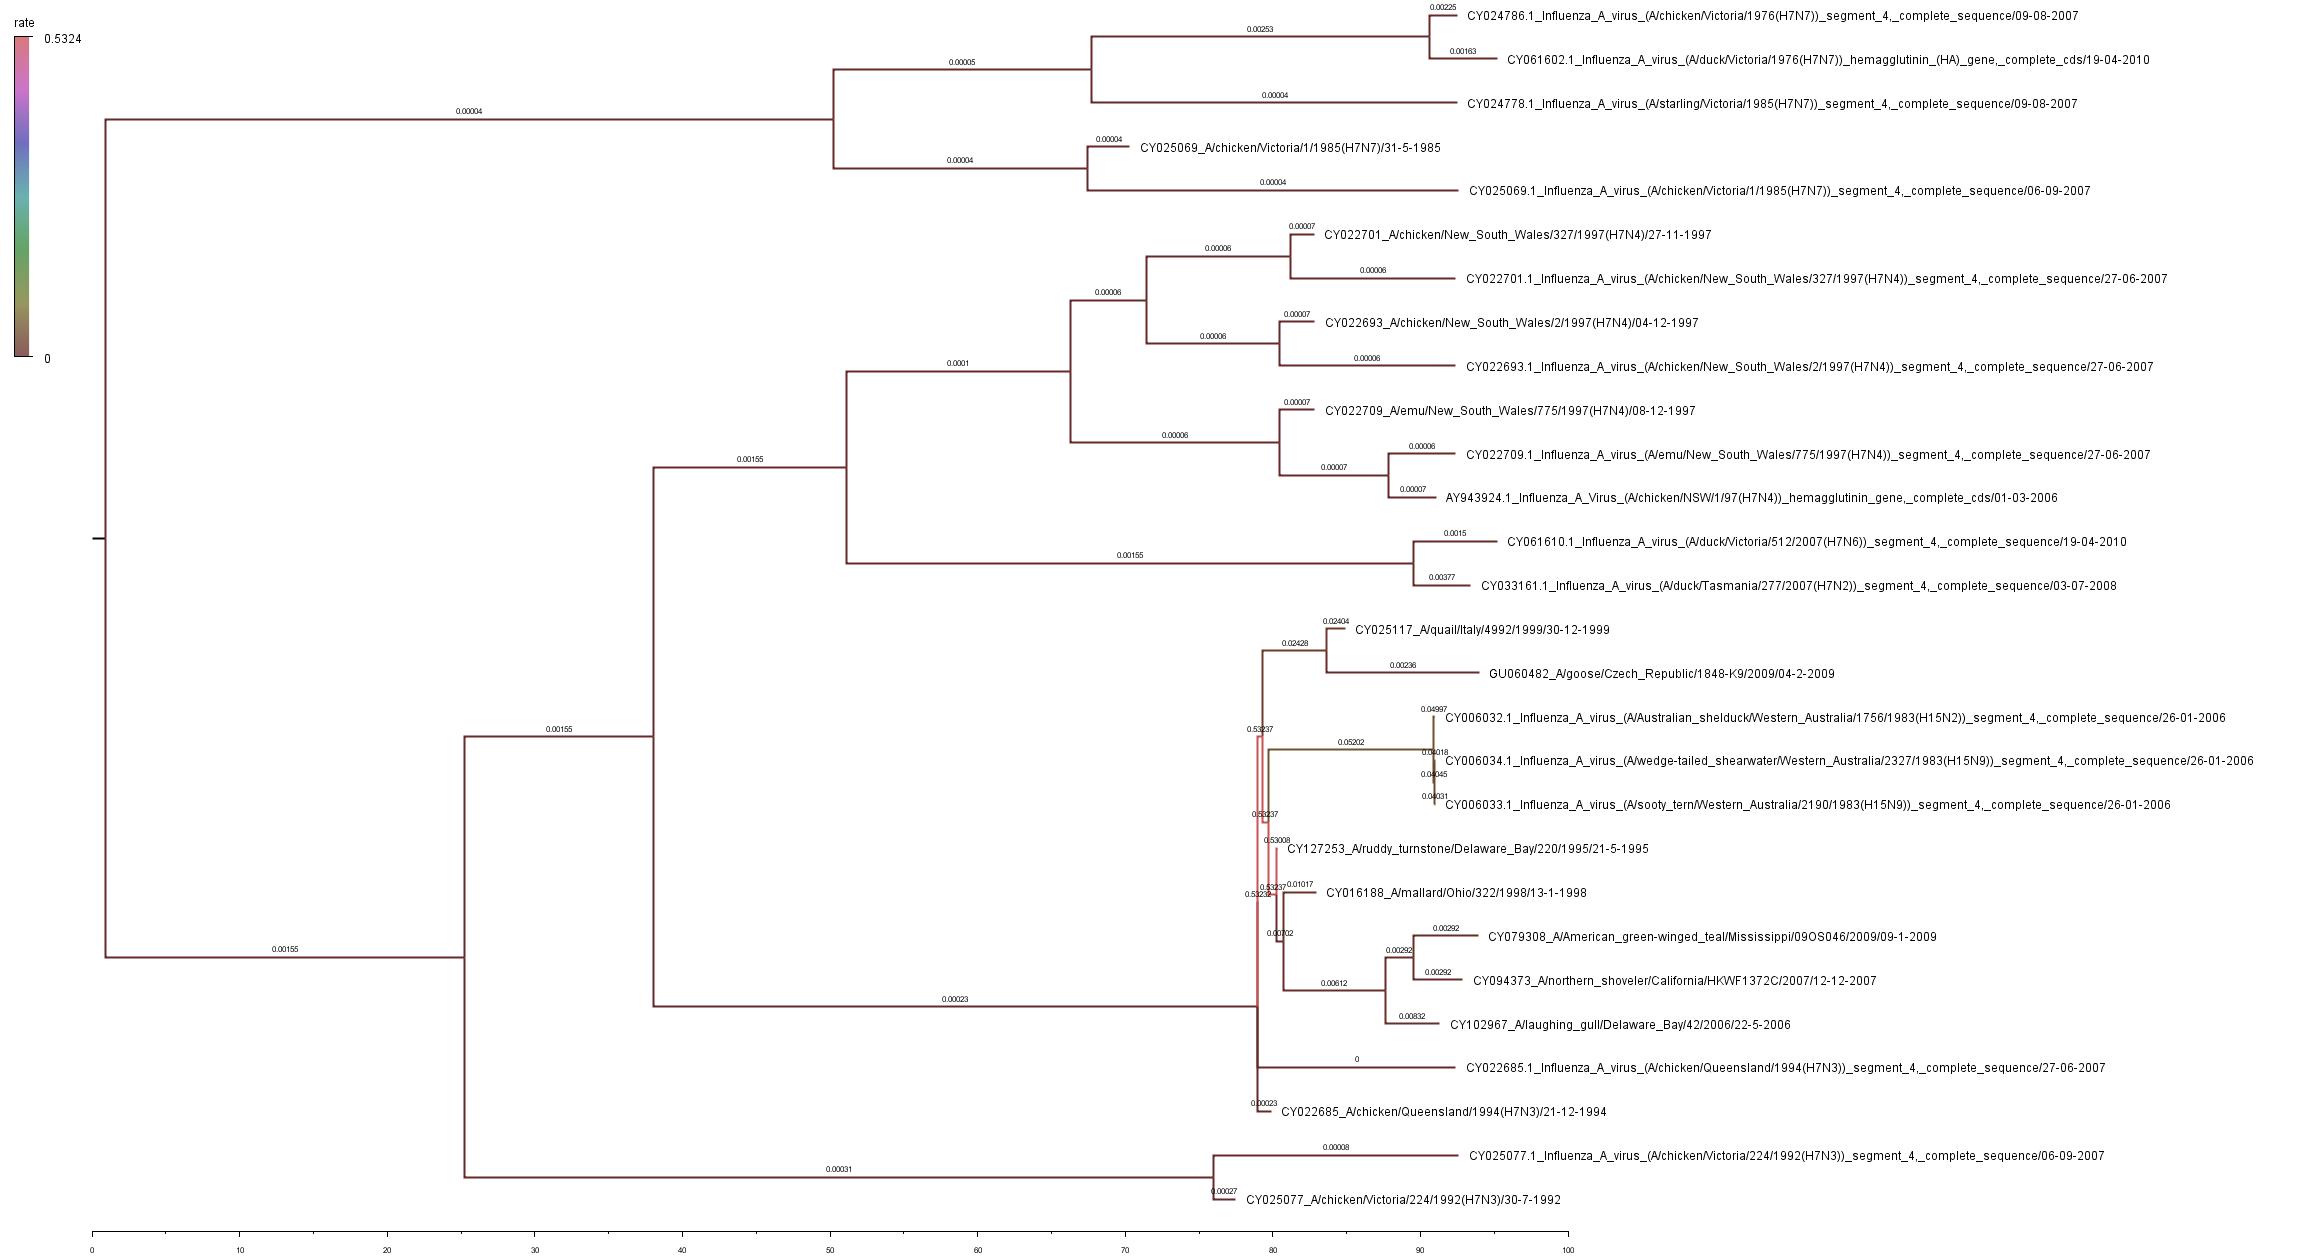 rate
0.5324
0
0.00225
CY024786.1_Influenza_A_virus_(A/chicken/Victoria/1976(H7N7))_segment_4,_complete_sequence/09-08-2007
0.00253
0.00163
CY061602.1_Influenza_A_virus_(A/duck/Victoria/1976(H7N7))_hemagglutinin_(HA)_gene,_complete_cds/19-04-2010
0.00005
0.00004
CY024778.1_Influenza_A_virus_(A/starling/Victoria/1985(H7N7))_segment_4,_complete_sequence/09-08-2007
0.00004
0.00004
CY025069_A/chicken/Victoria/1/1985(H7N7)/31-5-1985
0.00004
0.00004
CY025069.1_Influenza_A_virus_(A/chicken/Victoria/1/1985(H7N7))_segment_4,_complete_sequence/06-09-2007
0.00007
CY022701_A/chicken/New_South_Wales/327/1997(H7N4)/27-11-1997
0.00006
0.00006
CY022701.1_Influenza_A_virus_(A/chicken/New_South_Wales/327/1997(H7N4))_segment_4,_complete_sequence/27-06-2007
0.00006
0.00007
CY022693_A/chicken/New_South_Wales/2/1997(H7N4)/04-12-1997
0.00006
0.00006
CY022693.1_Influenza_A_virus_(A/chicken/New_South_Wales/2/1997(H7N4))_segment_4,_complete_sequence/27-06-2007
0.0001
0.00007
CY022709_A/emu/New_South_Wales/775/1997(H7N4)/08-12-1997
0.00006
0.00006
CY022709.1_Influenza_A_virus_(A/emu/New_South_Wales/775/1997(H7N4))_segment_4,_complete_sequence/27-06-2007
0.00155
0.00007
0.00007
AY943924.1_Influenza_A_Virus_(A/chicken/NSW/1/97(H7N4))_hemagglutinin_gene,_complete_cds/01-03-2006
0.0015
CY061610.1_Influenza_A_virus_(A/duck/Victoria/512/2007(H7N6))_segment_4,_complete_sequence/19-04-2010
0.00155
0.00377
CY033161.1_Influenza_A_virus_(A/duck/Tasmania/277/2007(H7N2))_segment_4,_complete_sequence/03-07-2008
0.02404
CY025117_A/quail/Italy/4992/1999/30-12-1999
0.02428
0.00236
GU060482_A/goose/Czech_Republic/1848-K9/2009/04-2-2009
0.04997
CY006032.1_Influenza_A_virus_(A/Australian_shelduck/Western_Australia/1756/1983(H15N2))_segment_4,_complete_sequence/26-01-2006
0.00155
0.53237
0.05202
0.04018
CY006034.1_Influenza_A_virus_(A/wedge-tailed_shearwater/Western_Australia/2327/1983(H15N9))_segment_4,_complete_sequence/26-01-2006
0.04045
0.04031
CY006033.1_Influenza_A_virus_(A/sooty_tern/Western_Australia/2190/1983(H15N9))_segment_4,_complete_sequence/26-01-2006
0.53237
0.53008
CY127253_A/ruddy_turnstone/Delaware_Bay/220/1995/21-5-1995
0.53237
0.01017
CY016188_A/mallard/Ohio/322/1998/13-1-1998
0.00702
0.00292
CY079308_A/American_green-winged_teal/Mississippi/09OS046/2009/09-1-2009
0.00155
0.00292
0.00292
CY094373_A/northern_shoveler/California/HKWF1372C/2007/12-12-2007
0.00612
0.00023
0.00832
CY102967_A/laughing_gull/Delaware_Bay/42/2006/22-5-2006
0
CY022685.1_Influenza_A_virus_(A/chicken/Queensland/1994(H7N3))_segment_4,_complete_sequence/27-06-2007
0.00023
CY022685_A/chicken/Queensland/1994(H7N3)/21-12-1994
0.00008
CY025077.1_Influenza_A_virus_(A/chicken/Victoria/224/1992(H7N3))_segment_4,_complete_sequence/06-09-2007
0.00031
0.00027
CY025077_A/chicken/Victoria/224/1992(H7N3)/30-7-1992
0 10 20 30 40 50 60 70 80 90 100